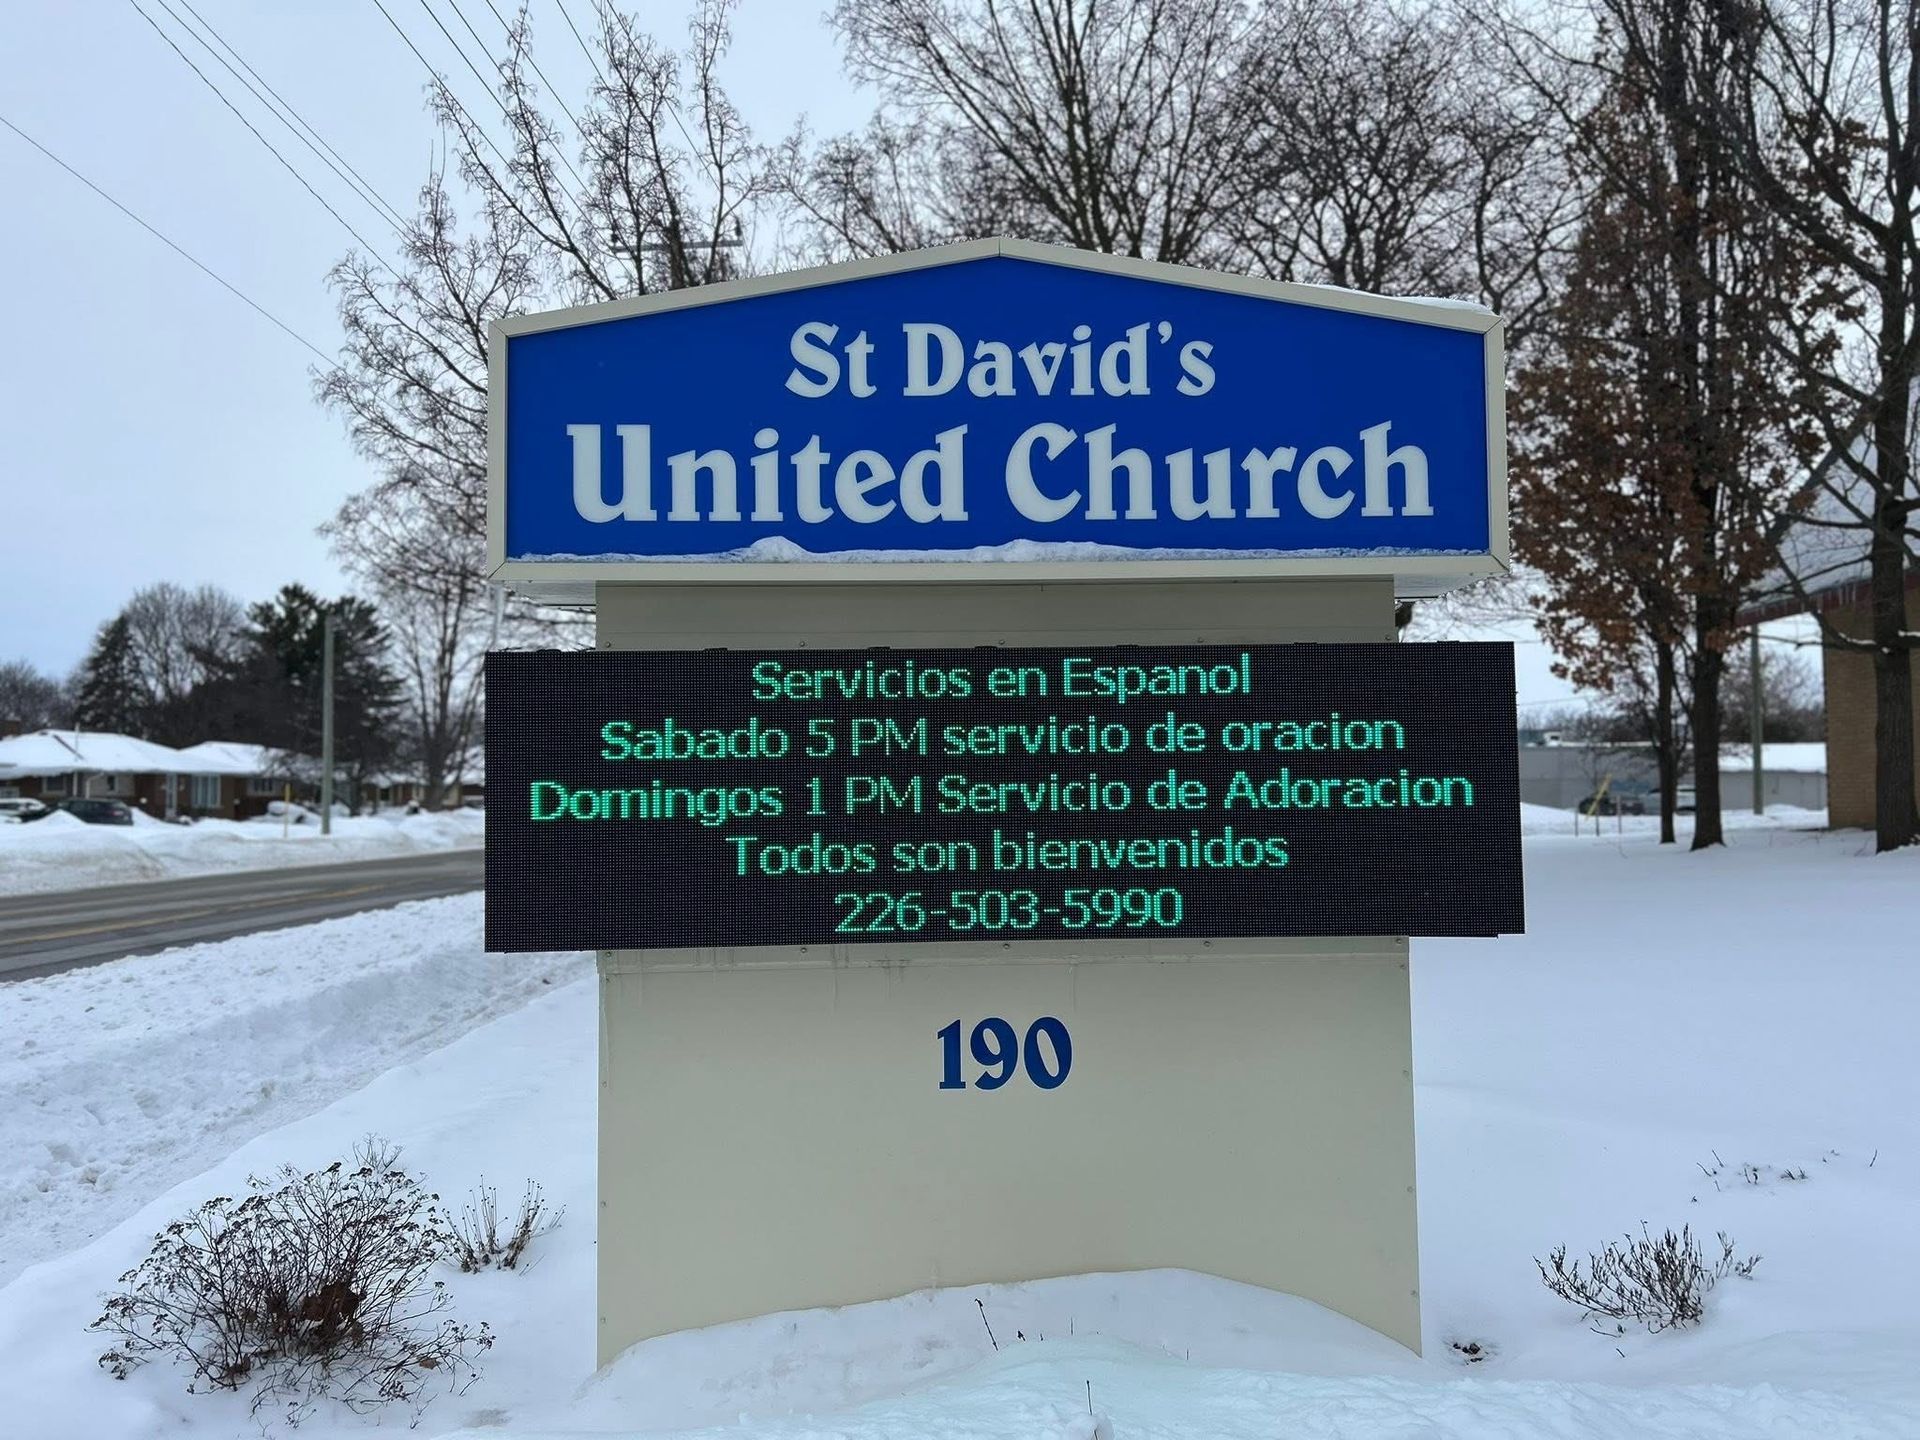 St David's
United Church
Servicios en Espanol
Sabado 5 PM servicio de oracion
Domingos 1 PM Servicio de Adoracion
Todos son bienvenidos
226-503-5990
190